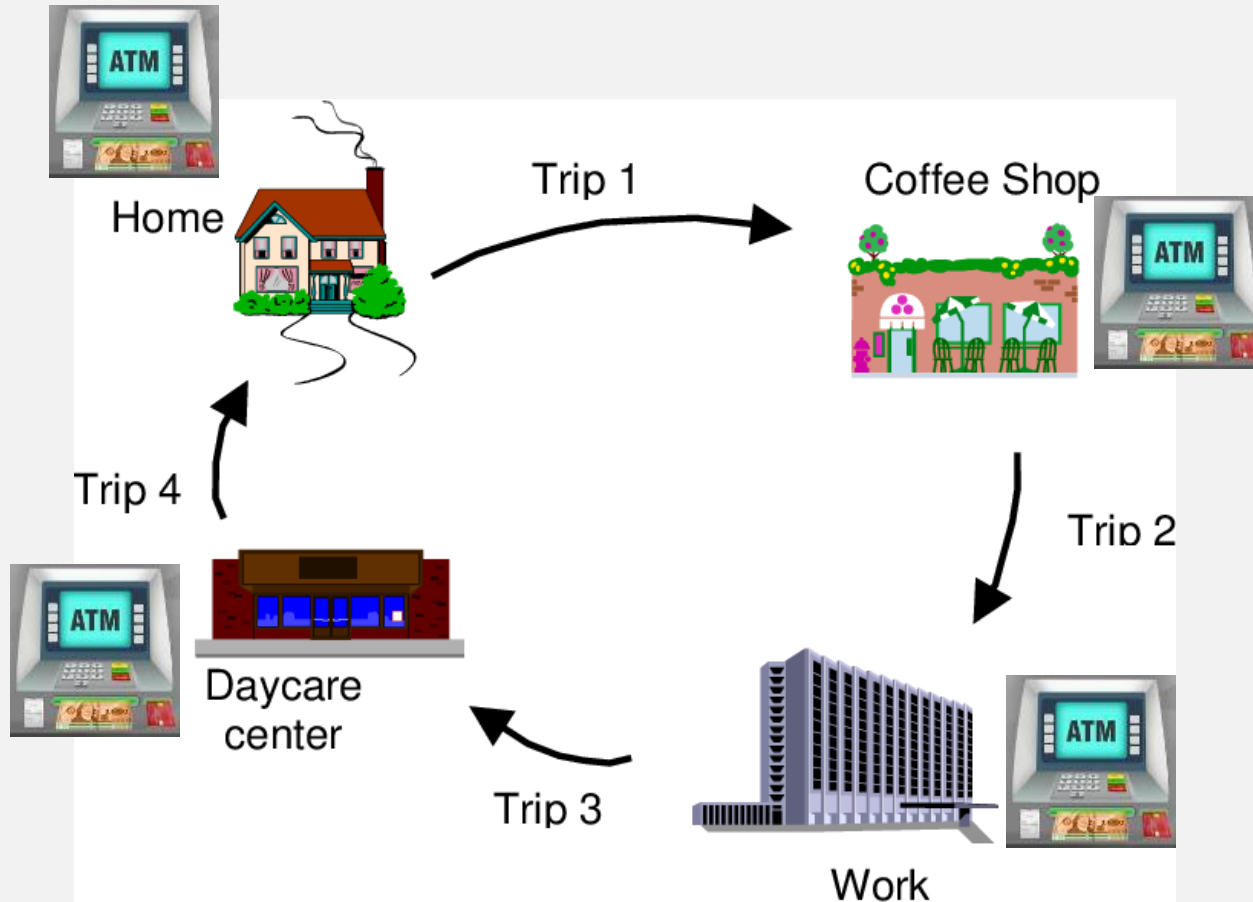 ATM
Home
Trip 1
Coffee Shop
ATM
Trip 4
Trip 2
ATM
Daycare
center
Trip 3
ATM
Work